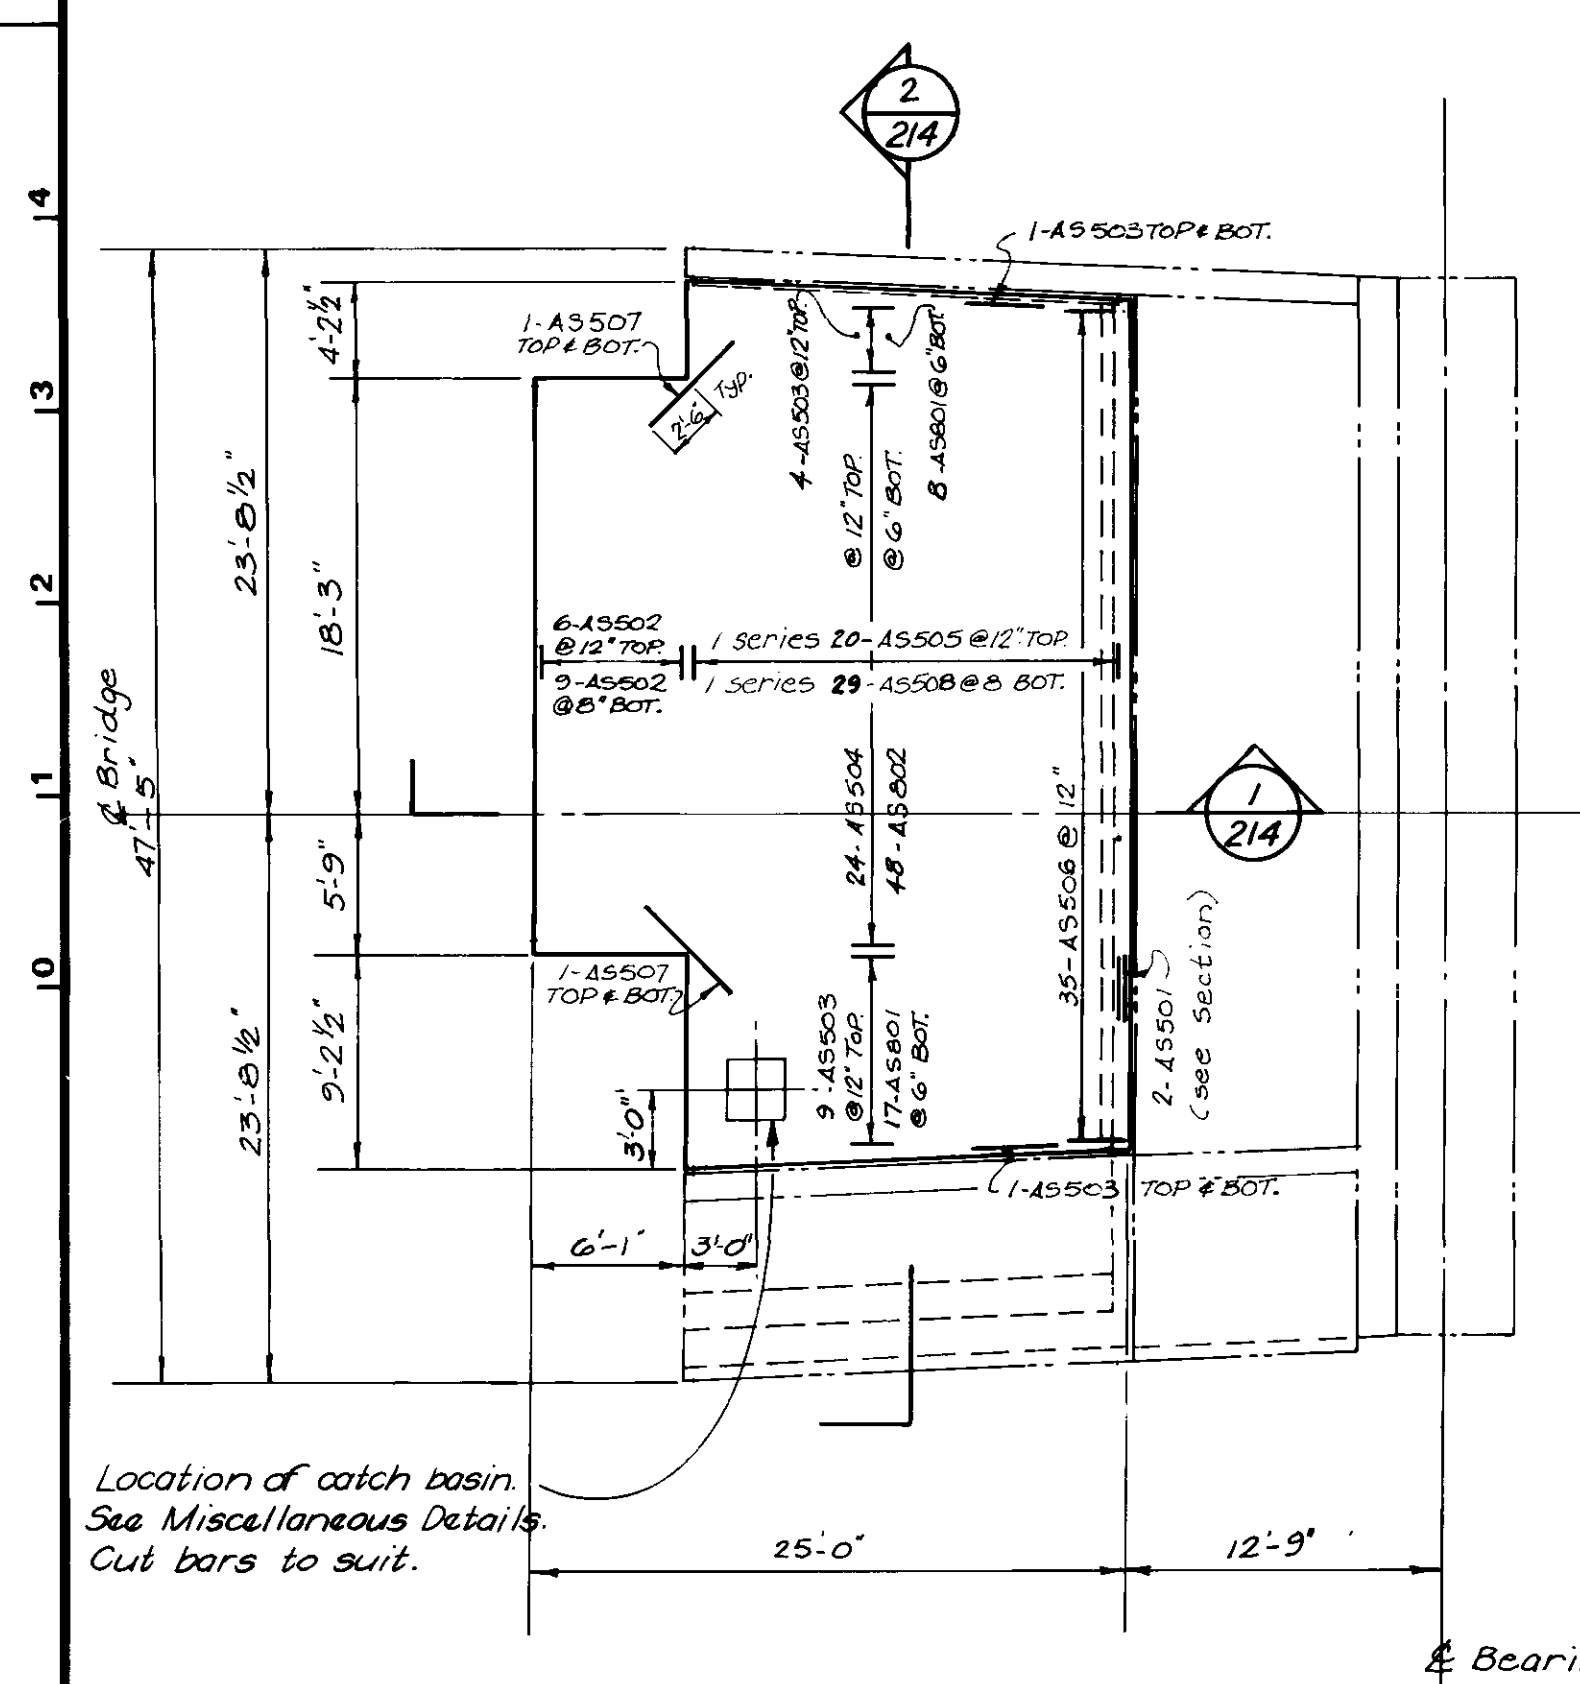 2
214
14
13
12
11
10
1-AS503 TOP & BOT.
4'-2½"
1-AS507
TOP & BOT.
2'-6" TYP.
4-AS503@12" TOP.
8-AS801@6" BOT.
23'-8½"
18'-3"
@ 12" TOP.
@ 6" BOT.
6-AS502
@ 12" TOP.
9-AS502
@8" BOT.
1 series 20-AS505 @12" TOP.
1 series 29-AS508@8 BOT.
℄ Bridge
47'-5"
24-AS504
48-AS802
35-AS506 @ 12"
1
214
5'-9"
1-AS507
TOP & BOT.
9'-2½"
23'-8½"
9-AS503
@12" TOP.
17-AS801
@ 6" BOT.
2-AS501
(see section)
3'-0"
1-AS503 TOP & BOT.
6'-1"
3'-0"
Location of catch basin.
See Miscellaneous Details.
Cut bars to suit.
25'-0"
12'-9"
℄ Beari